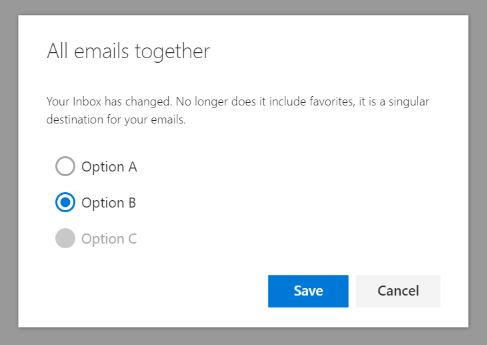 All emails together
Your Inbox has changed. No longer does it include favorites, it is a singular
destination for your emails.
Option A
Option B
Option C
Save Cancel